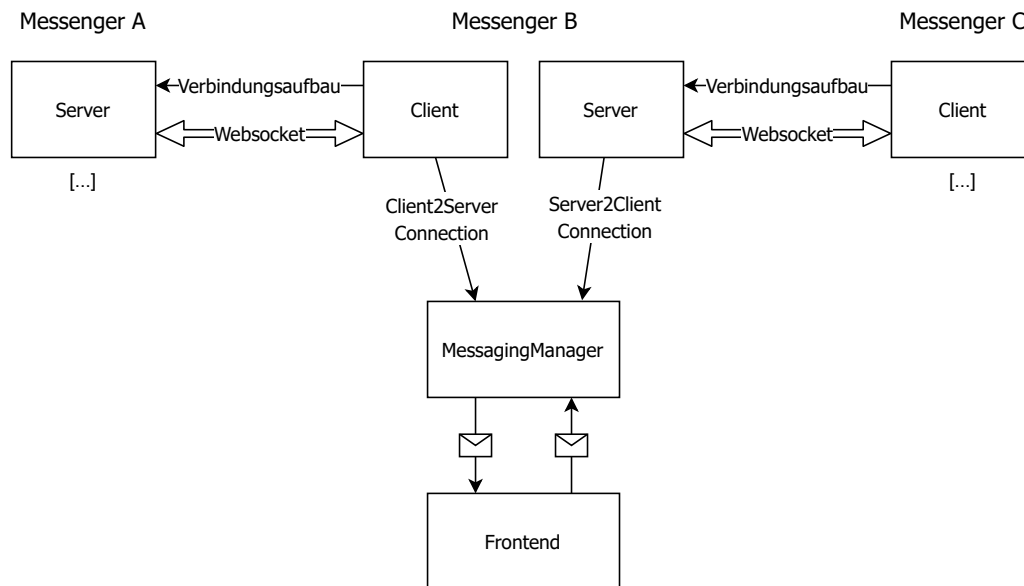 Messenger A
Messenger B
Messenger C
Server
Verbindungsaufbau
Websocket
Client
Server
Verbindungsaufbau
Websocket
Client
[...]
[...]
Client2Server
Connection
Server2Client
Connection
MessagingManager
Frontend